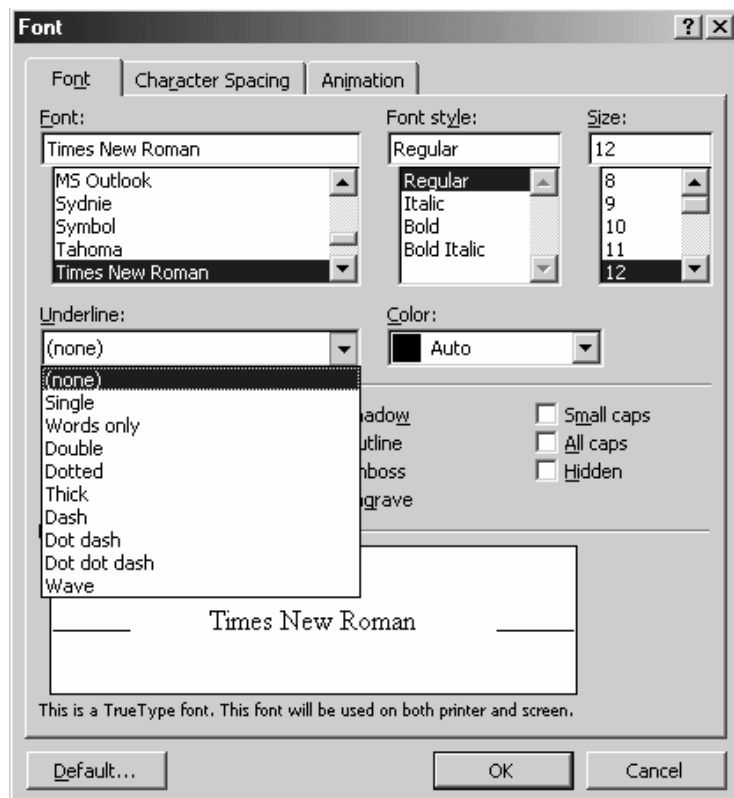 Font
Font Character Spacing Animation
Font: Font style: Size:
Times New Roman Regular 12
MS Outlook Regular 8
Sydnie Italic 9
Symbol Bold 10
Tahoma Bold Italic 11
Times New Roman 12
Underline: Color:
(none) Auto
(none)
Single adow Small caps
Words only utline All caps
Double boss Hidden
Dotted grave
Thick
Dash
Dot dash
Dot dot dash
Wave
Times New Roman
This is a TrueType font. This font will be used on both printer and screen.
Default... OK Cancel